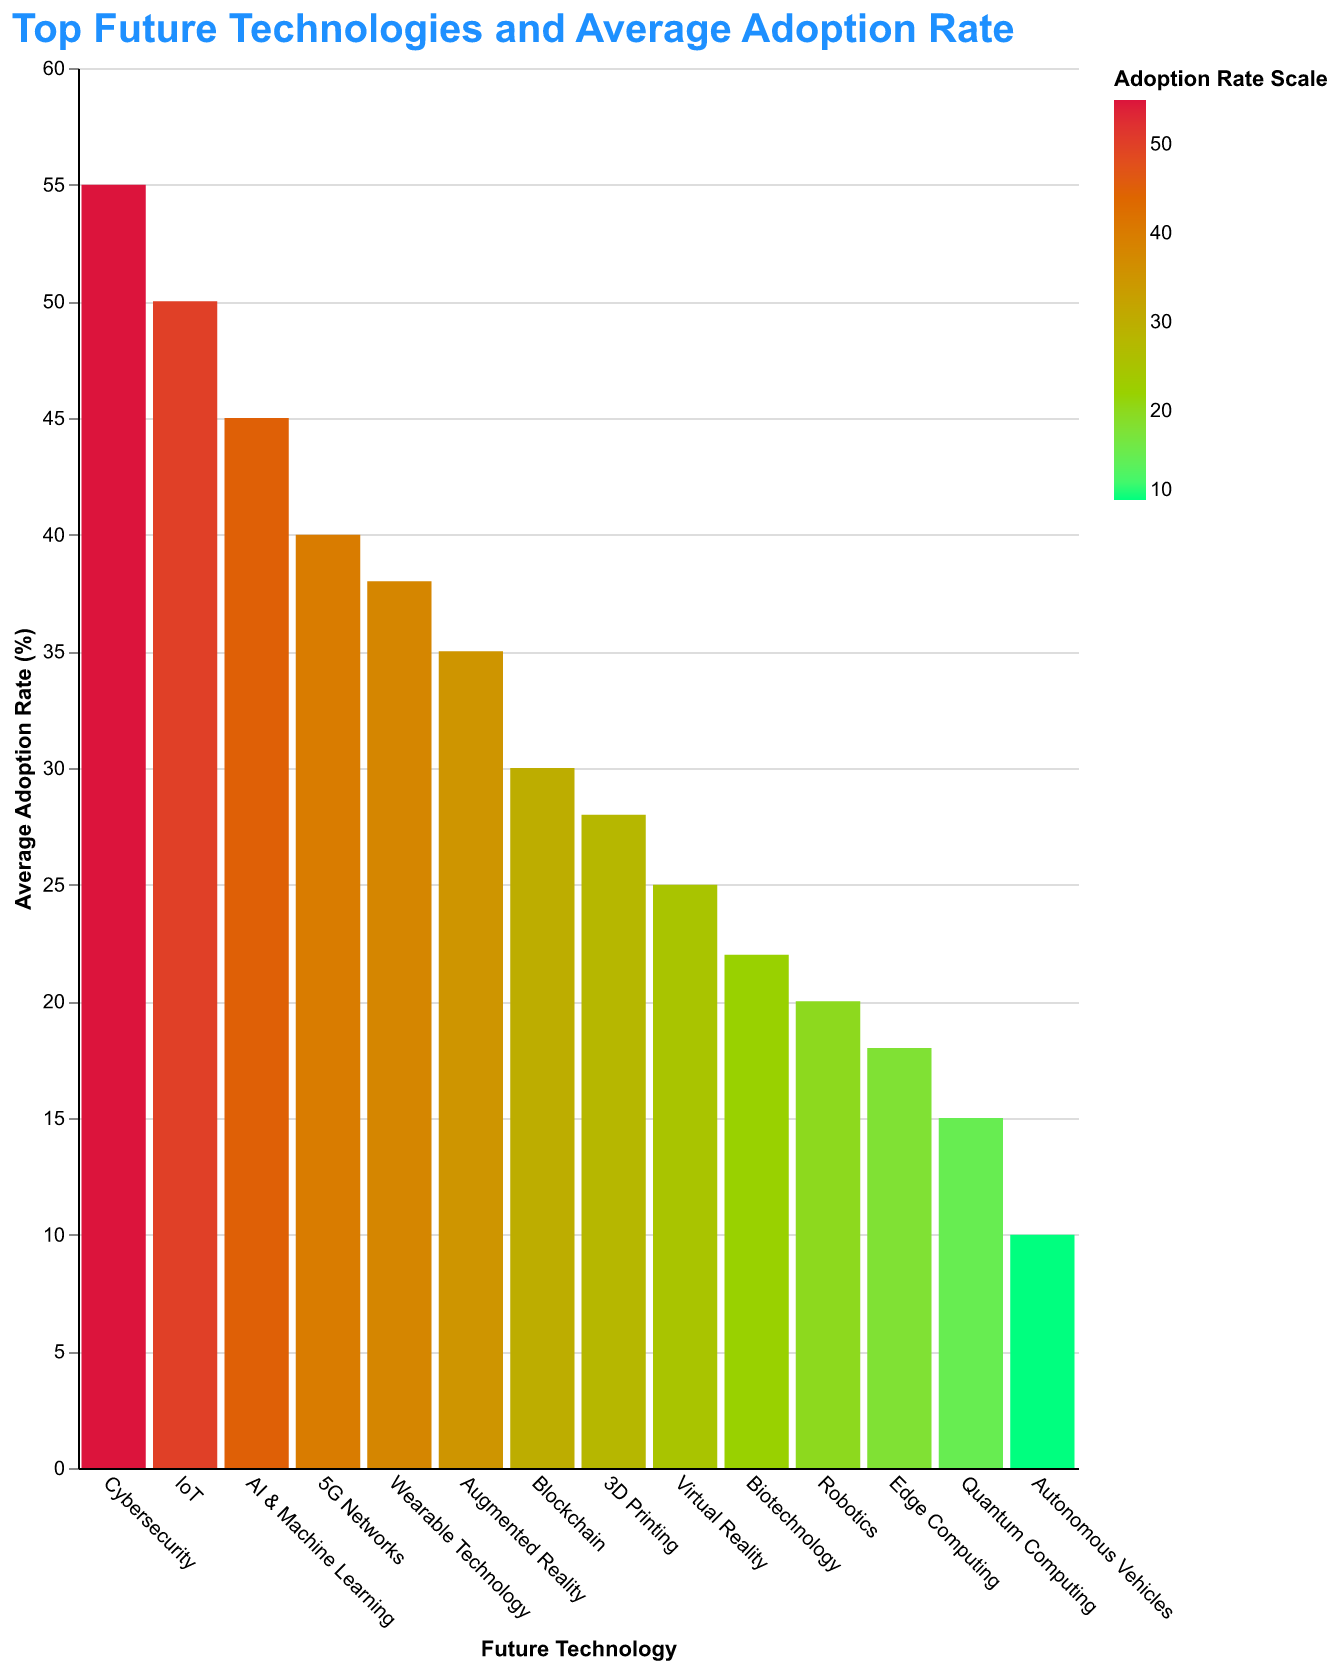 Top Future Technologies and Average Adoption Rate
Adoption Rate Scale
50
40
30
20
10
Average Adoption Rate (%)
60
55
50
45
40
35
30
25
20
15
10
5
0
Cybersecurity
IoT
AI & Machine Learning
5G Networks
Wearable Technology
Augmented Reality
Blockchain
3D Printing
Virtual Reality
Biotechnology
Robotics
Edge Computing
Quantum Computing
Autonomous Vehicles
Future Technology